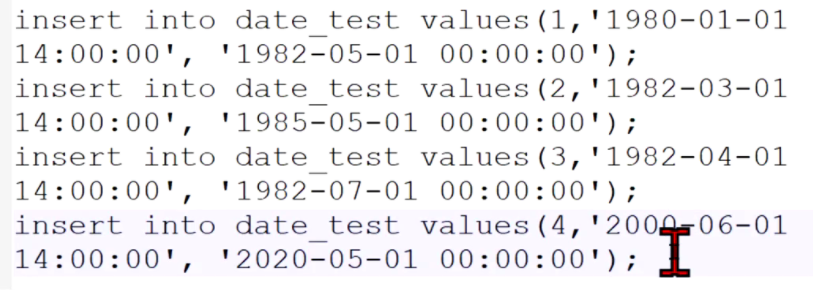 insert into date_test values(1,'1980-01-01
14:00:00', '1982-05-01 00:00:00');
insert into date_test values(2,'1982-03-01
14:00:00', '1985-05-01 00:00:00');
insert into date_test values(3,'1982-04-01
14:00:00', '1982-07-01 00:00:00');
insert into date_test values(4,'2000-06-01
14:00:00', '2020-05-01 00:00:00');